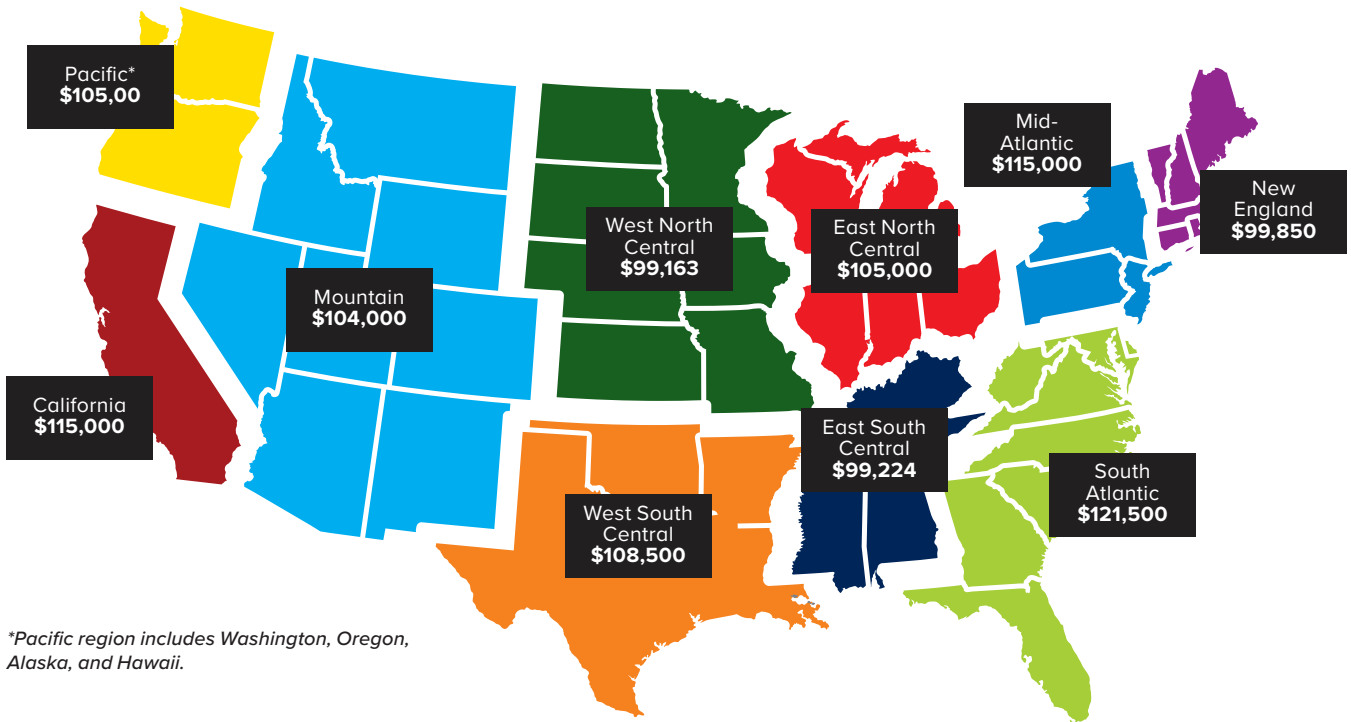 Pacific*
$105,00
Mid-
Atlantic
$115,000
New
England
$99,850
West North
Central
$99,163
East North
Central
$105,000
Mountain
$104,000
California
$115,000
East South
Central
$99,224
South
Atlantic
$121,500
West South
Central
$108,500
*Pacific region includes Washington, Oregon,
Alaska, and Hawaii.